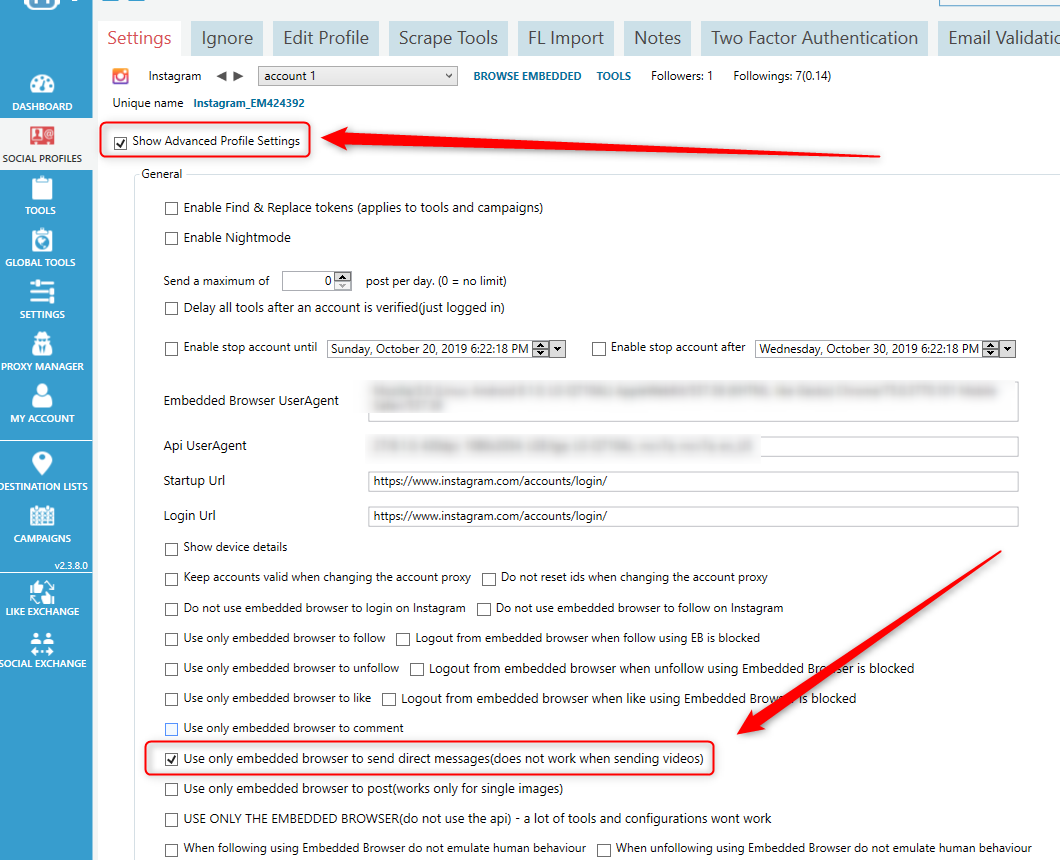 Settings Ignore Edit Profile Scrape Tools FL Import Notes Two Factor Authentication Email Validatio
Instagram account 1 BROWSE EMBEDDED TOOLS Followers: 1 Followings: 7(0.14)
Unique name Instagram_EM424392
Show Advanced Profile Settings
General
Enable Find & Replace tokens (applies to tools and campaigns)
Enable Nightmode
Send a maximum of 0 post per day. (0 = no limit)
Delay all tools after an account is verified(just logged in)
Enable stop account until Sunday, October 20, 2019 6:22:18 PM Enable stop account after Wednesday, October 30, 2019 6:22:18 PM
Embedded Browser UserAgent
Api UserAgent
Startup Url https://www.instagram.com/accounts/login/
Login Url https://www.instagram.com/accounts/login/
Show device details
Keep accounts valid when changing the account proxy Do not reset ids when changing the account proxy
Do not use embedded browser to login on Instagram Do not use embedded browser to follow on Instagram
Use only embedded browser to follow Logout from embedded browser when follow using EB is blocked
Use only embedded browser to unfollow Logout from embedded browser when unfollow using Embedded Browser is blocked
Use only embedded browser to like Logout from embedded browser when like using Embedded Browser is blocked
Use only embedded browser to comment
Use only embedded browser to send direct messages(does not work when sending videos)
Use only embedded browser to post(works only for single images)
USE ONLY THE EMBEDDED BROWSER(do not use the api) - a lot of tools and configurations wont work
When following using Embedded Browser do not emulate human behaviour When unfollowing using Embedded Browser do not emulate human behaviour
DASHBOARD
SOCIAL PROFILES
TOOLS
GLOBAL TOOLS
SETTINGS
PROXY MANAGER
MY ACCOUNT
DESTINATION LISTS
CAMPAIGNS
v2.3.8.0
LIKE EXCHANGE
SOCIAL EXCHANGE